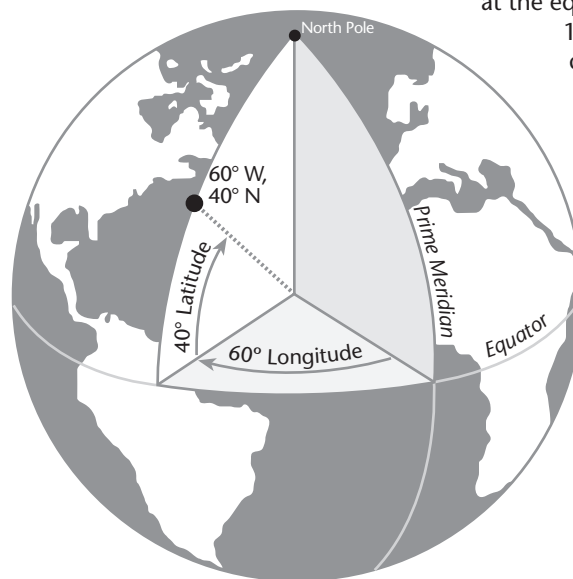 at the eq
1
North Pole
60° W,
40° N
Prime Meridian
40° Latitude
60° Longitude
Equator